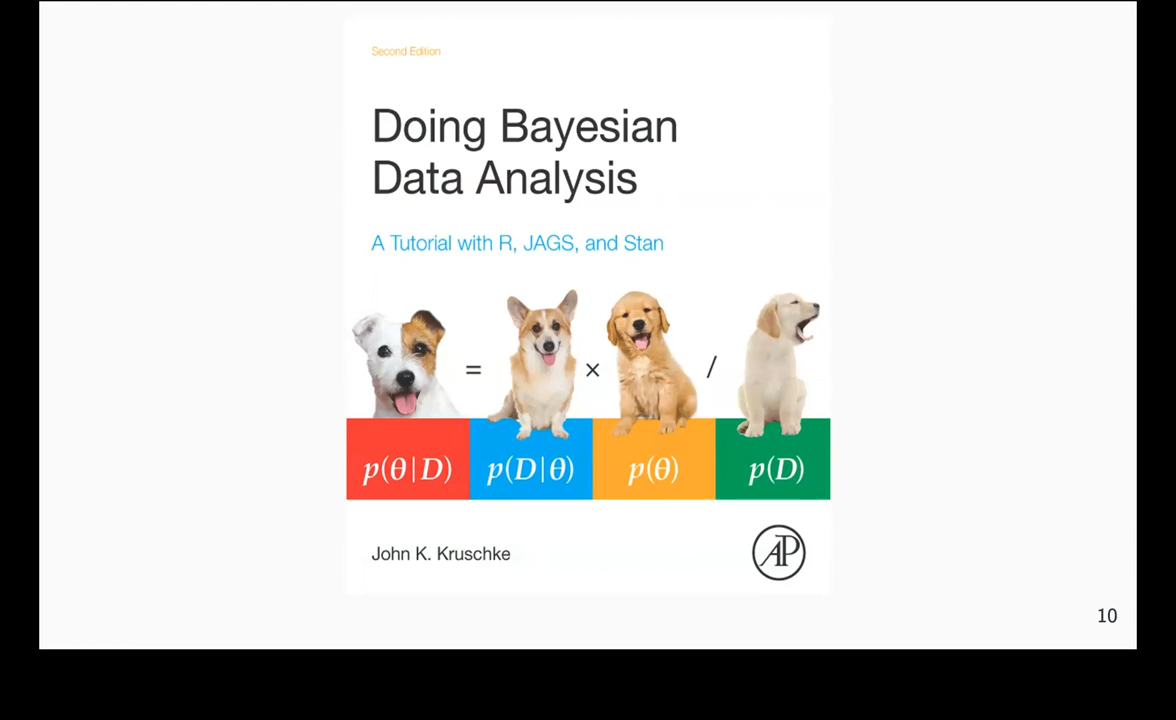 Second Edition
Doing Bayesian
Data Analysis
A Tutorial with R, JAGS, and Stan
= × /
p(θ|D) p(D|θ) p(θ) p(D)
John K. Kruschke
AP
10